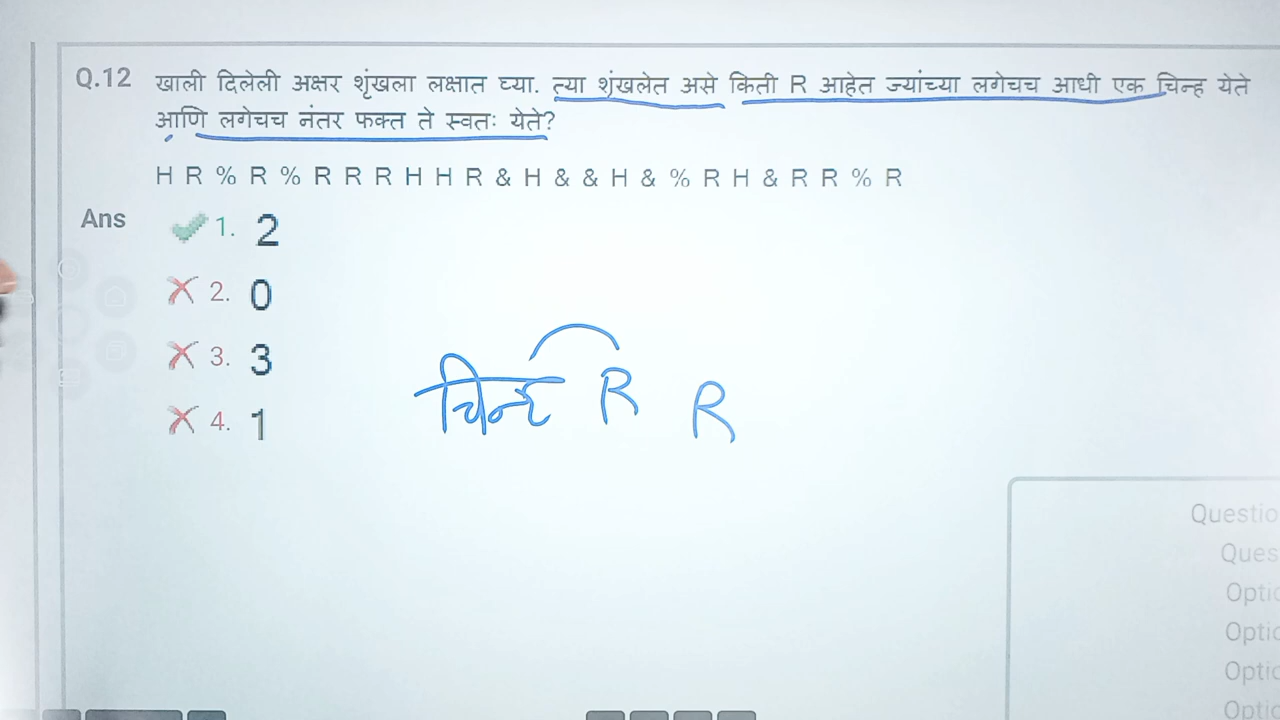 Q.12 खाली दिलेली अक्षर शृंखला लक्षात घ्या. त्या शृंखलेत असे किती R आहेत ज्यांच्या लगेचच आधी एक चिन्ह येते
आणि लगेचच नंतर फक्त ते स्वतः येते?
H R % R % R R R H H R & H & & H & % R H & R R % R
Ans 1. 2
2. 0
3. 3
4. 1
चिन्ह R R